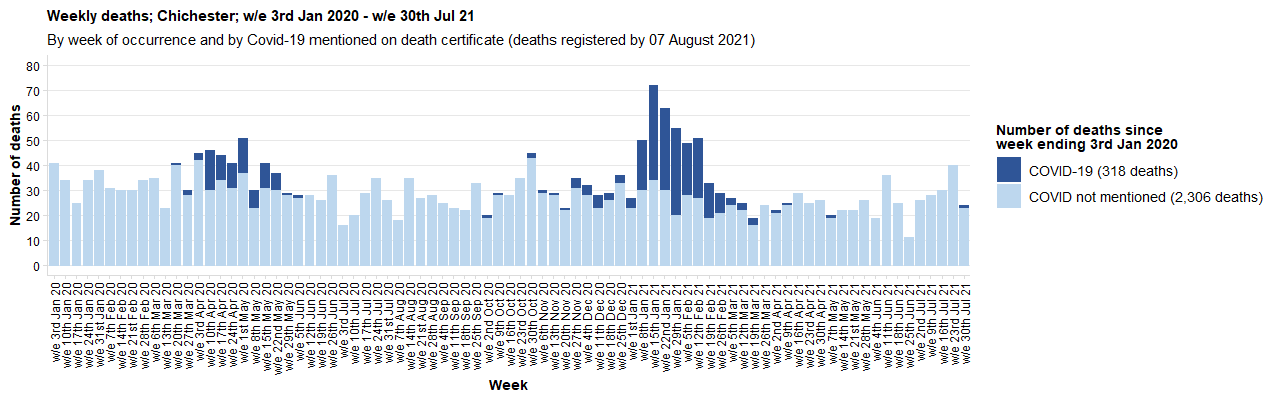 Weekly deaths; Chichester; w/e 3rd Jan 2020 - w/e 30th Jul 21
By week of occurrence and by Covid-19 mentioned on death certificate (deaths registered by 07 August 2021)
Number of deaths
80
70
60
50
40
30
20
10
0
w/e 3rd Jan 20
w/e 10th Jan 20
w/e 17th Jan 20
w/e 24th Jan 20
w/e 31st Jan 20
w/e 7th Feb 20
w/e 14th Feb 20
w/e 21st Feb 20
w/e 28th Feb 20
w/e 6th Mar 20
w/e 13th Mar 20
w/e 20th Mar 20
w/e 27th Mar 20
w/e 3rd Apr 20
w/e 10th Apr 20
w/e 17th Apr 20
w/e 24th Apr 20
w/e 1st May 20
w/e 8th May 20
w/e 15th May 20
w/e 22nd May 20
w/e 29th May 20
w/e 5th Jun 20
w/e 12th Jun 20
w/e 19th Jun 20
w/e 26th Jun 20
w/e 3rd Jul 20
w/e 10th Jul 20
w/e 17th Jul 20
w/e 24th Jul 20
w/e 31st Jul 20
w/e 7th Aug 20
w/e 14th Aug 20
w/e 21st Aug 20
w/e 28th Aug 20
w/e 4th Sep 20
w/e 11th Sep 20
w/e 18th Sep 20
w/e 25th Sep 20
w/e 2nd Oct 20
w/e 9th Oct 20
w/e 16th Oct 20
w/e 23rd Oct 20
w/e 30th Oct 20
w/e 6th Nov 20
w/e 13th Nov 20
w/e 20th Nov 20
w/e 27th Nov 20
w/e 4th Dec 20
w/e 11th Dec 20
w/e 18th Dec 20
w/e 25th Dec 20
w/e 1st Jan 21
w/e 8th Jan 21
w/e 15th Jan 21
w/e 22nd Jan 21
w/e 29th Jan 21
w/e 5th Feb 21
w/e 12th Feb 21
w/e 19th Feb 21
w/e 26th Feb 21
w/e 5th Mar 21
w/e 12th Mar 21
w/e 19th Mar 21
w/e 26th Mar 21
w/e 2nd Apr 21
w/e 9th Apr 21
w/e 16th Apr 21
w/e 23rd Apr 21
w/e 30th Apr 21
w/e 7th May 21
w/e 14th May 21
w/e 21st May 21
w/e 28th May 21
w/e 4th Jun 21
w/e 11th Jun 21
w/e 18th Jun 21
w/e 25th Jun 21
w/e 2nd Jul 21
w/e 9th Jul 21
w/e 16th Jul 21
w/e 23rd Jul 21
w/e 30th Jul 21
Week
Number of deaths since
week ending 3rd Jan 2020
COVID-19 (318 deaths)
COVID not mentioned (2,306 deaths)